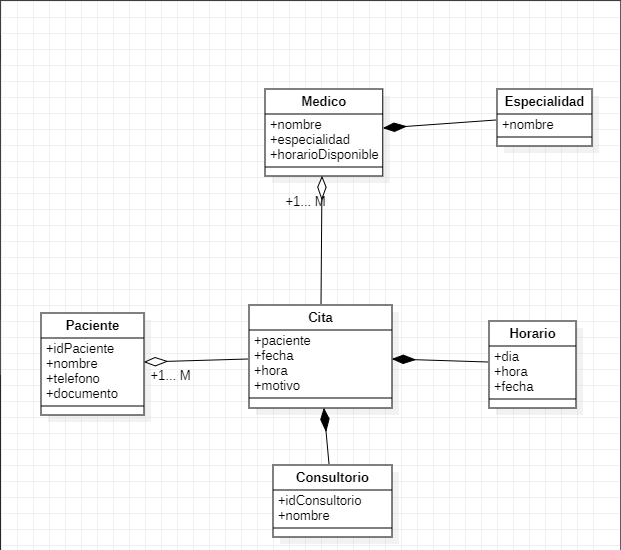 Medico
+nombre
+especialidad
+horarioDisponible
Especialidad
+nombre
+1... M
Paciente
+idPaciente
+nombre
+telefono
+documento
+1... M
Cita
+paciente
+fecha
+hora
+motivo
Horario
+dia
+hora
+fecha
Consultorio
+idConsultorio
+nombre